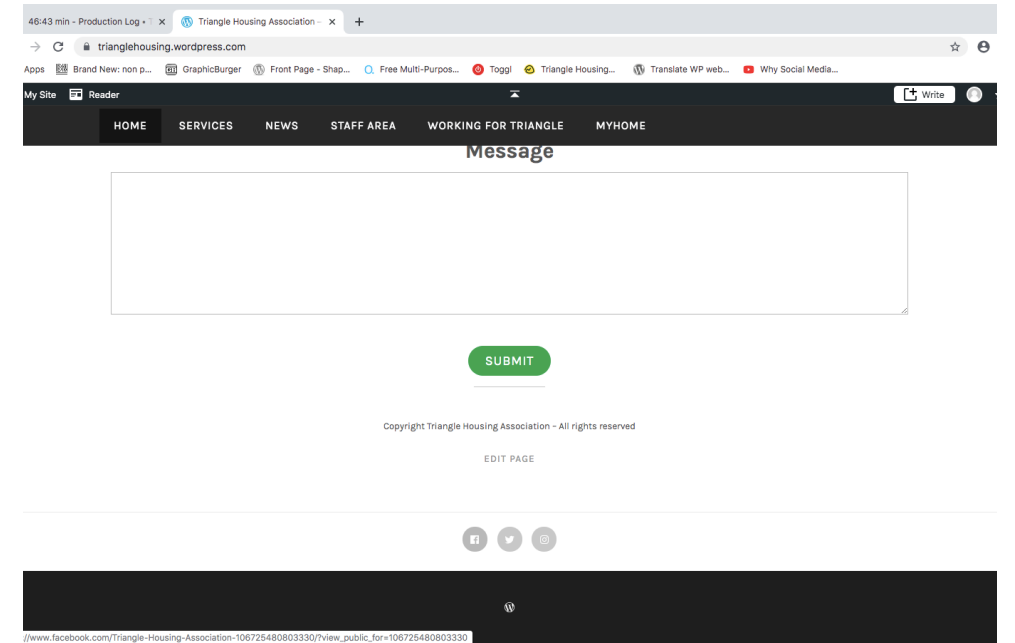 46:43 min - Production Log • T
Triangle Housing Association –
trianglehousing.wordpress.com
Apps Brand New: non p... GraphicBurger Front Page - Shap... Free Multi-Purpos... Toggl Triangle Housing... Translate WP web... Why Social Media...
My Site Reader Write
HOME SERVICES NEWS STAFF AREA WORKING FOR TRIANGLE MYHOME
Message
SUBMIT
Copyright Triangle Housing Association – All rights reserved
EDIT PAGE
//www.facebook.com/Triangle-Housing-Association-106725480803330/?view_public_for=106725480803330